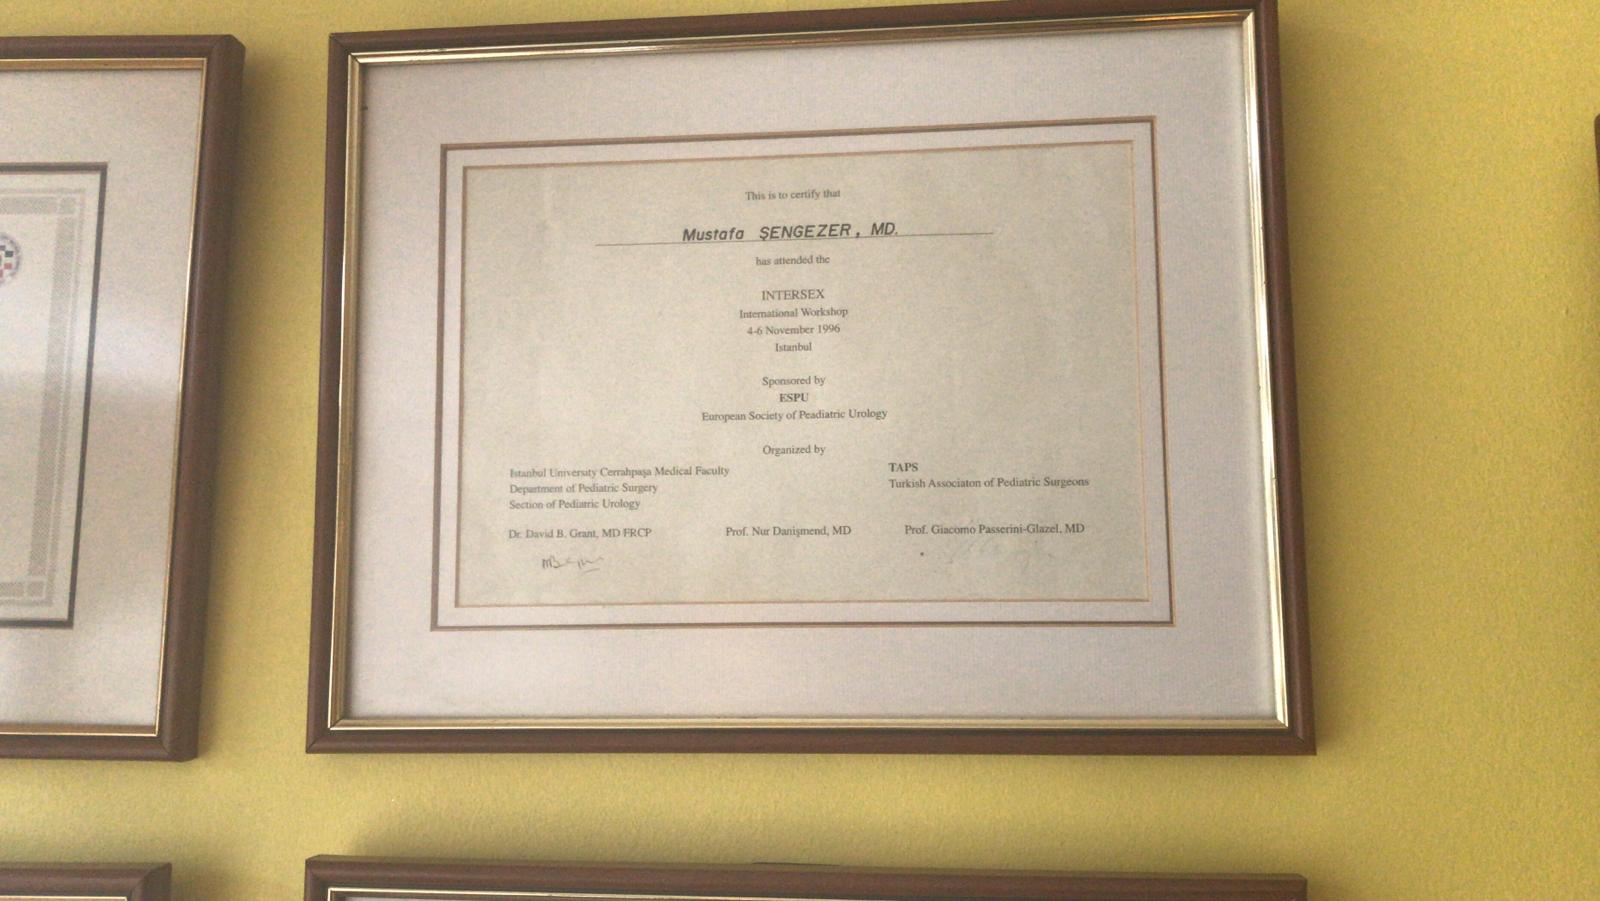 This is to certify that
Mustafa ŞENGEZER, MD.
has attended the
INTERSEX
International Workshop
4-6 November 1996
Istanbul
Sponsored by
ESPU
European Society of Peadiatric Urology
Organized by
Istanbul University Cerrahpaşa Medical Faculty
Department of Pediatric Surgery
Section of Pediatric Urology
TAPS
Turkish Associaton of Pediatric Surgeons
Dr. David B. Grant, MD FRCP
Prof. Nur Danişmend, MD
Prof. Giacomo Passerini-Glazel, MD